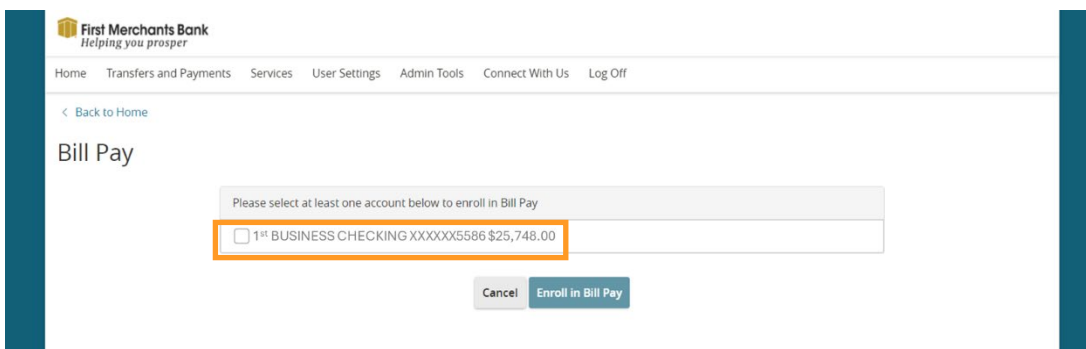 First Merchants Bank
Helping you prosper
Home Transfers and Payments Services User Settings Admin Tools Connect With Us Log Off
< Back to Home
Bill Pay
Please select at least one account below to enroll in Bill Pay
1st BUSINESS CHECKING XXXXXX5586 $25,748.00
Cancel Enroll in Bill Pay